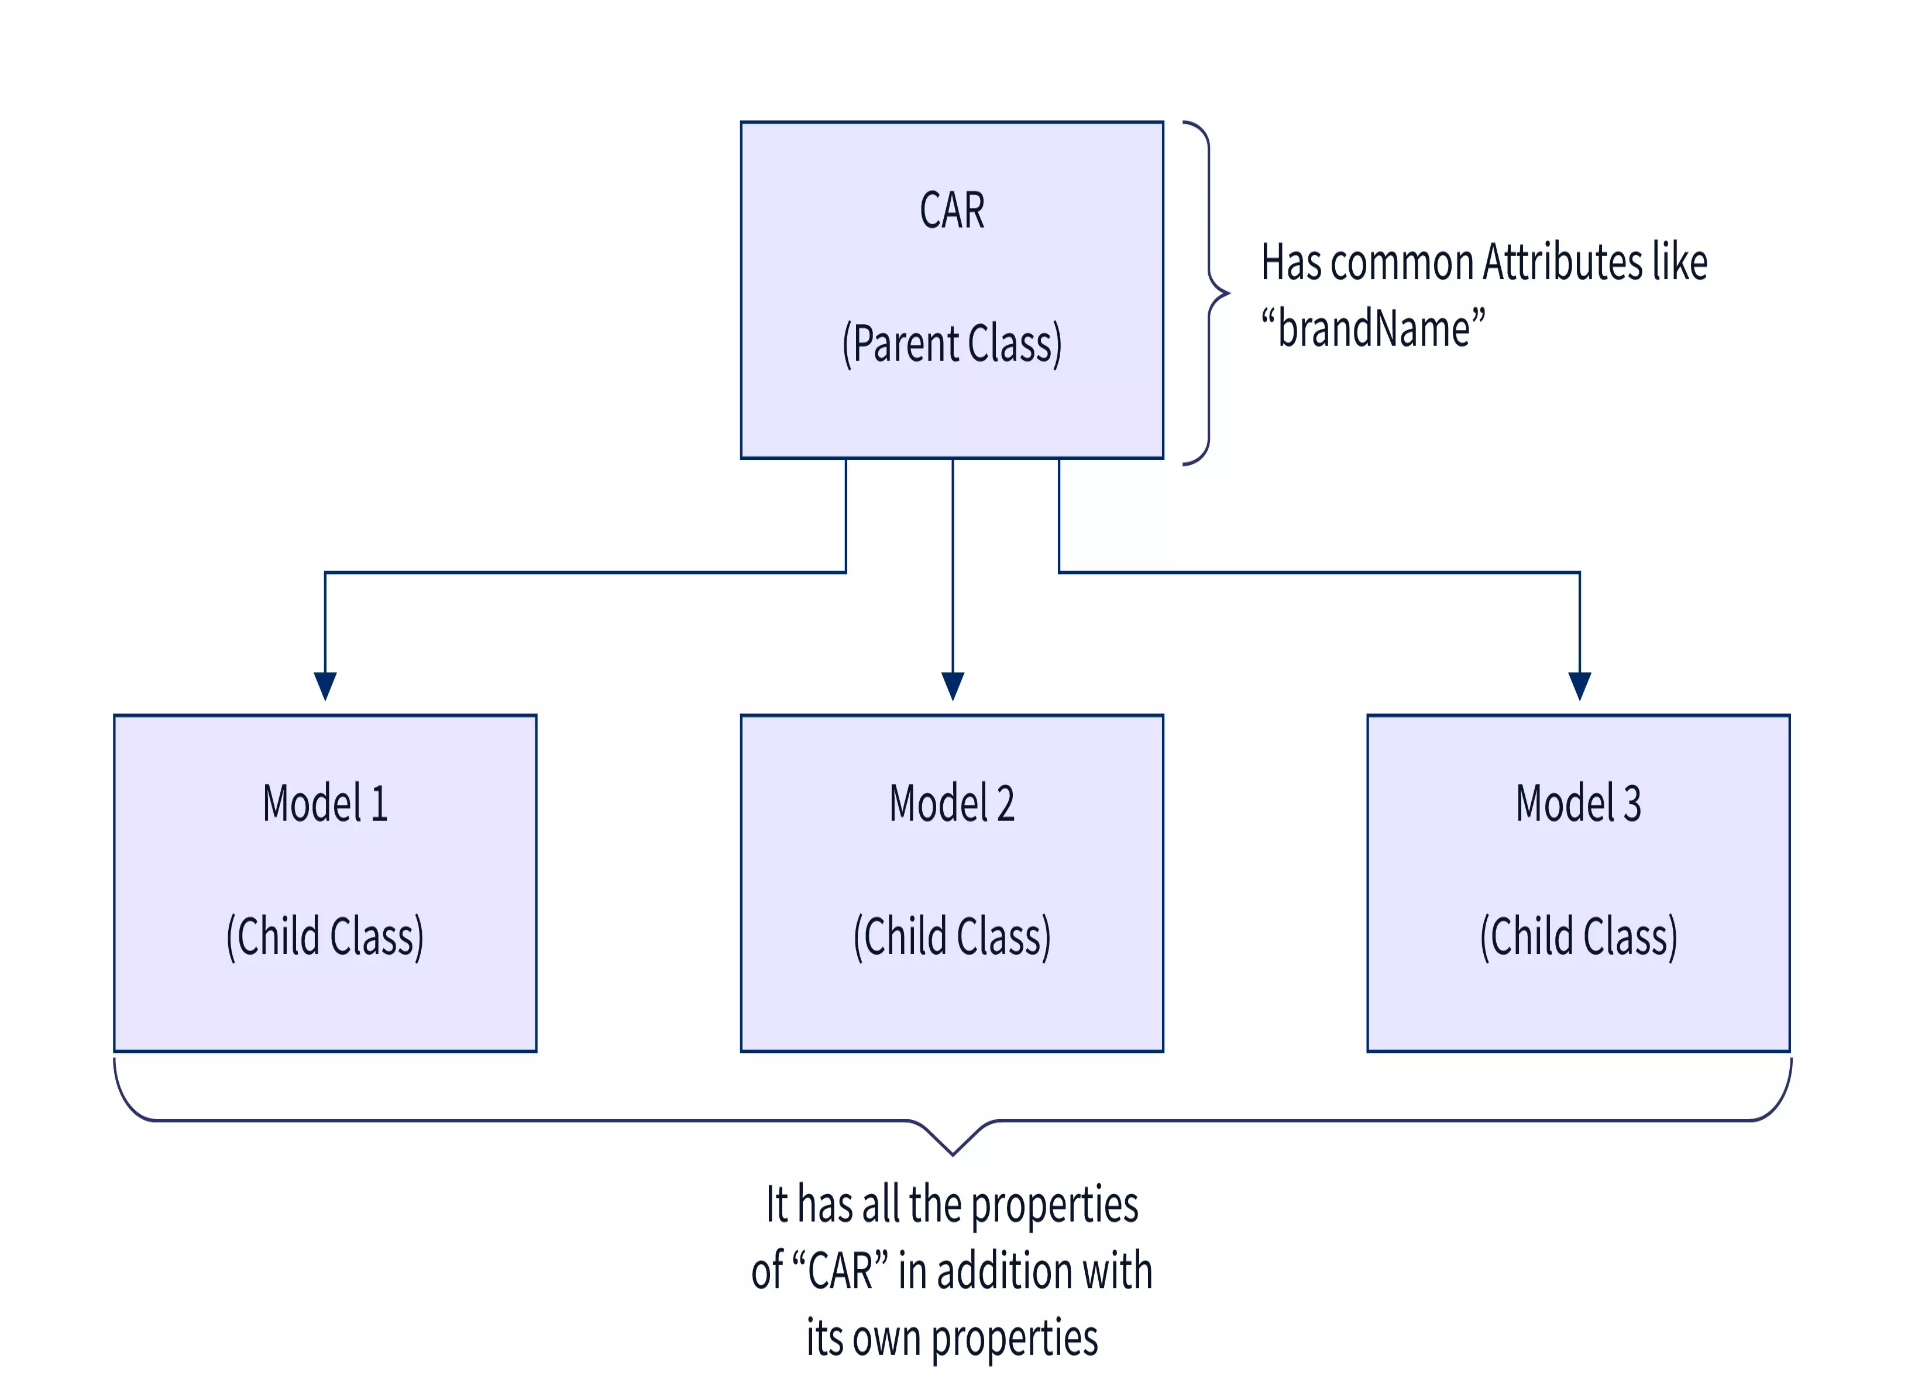 CAR
(Parent Class)
Has common Attributes like
“brandName”
Model 1
(Child Class)
Model 2
(Child Class)
Model 3
(Child Class)
It has all the properties
of “CAR” in addition with
its own properties